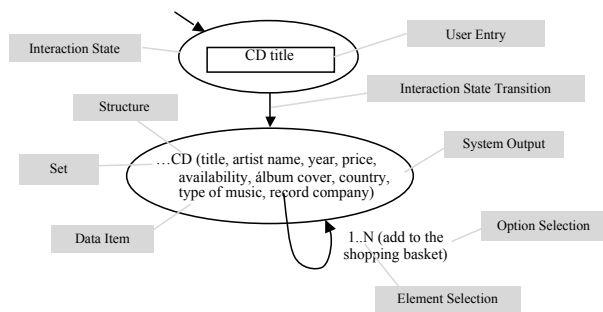 Interaction State
CD title
User Entry
Interaction State Transition
Structure
System Output
Set
...CD (title, artist name, year, price,
availability, álbum cover, country,
type of music, record company)
Data Item
1..N (add to the
shopping basket)
Option Selection
Element Selection